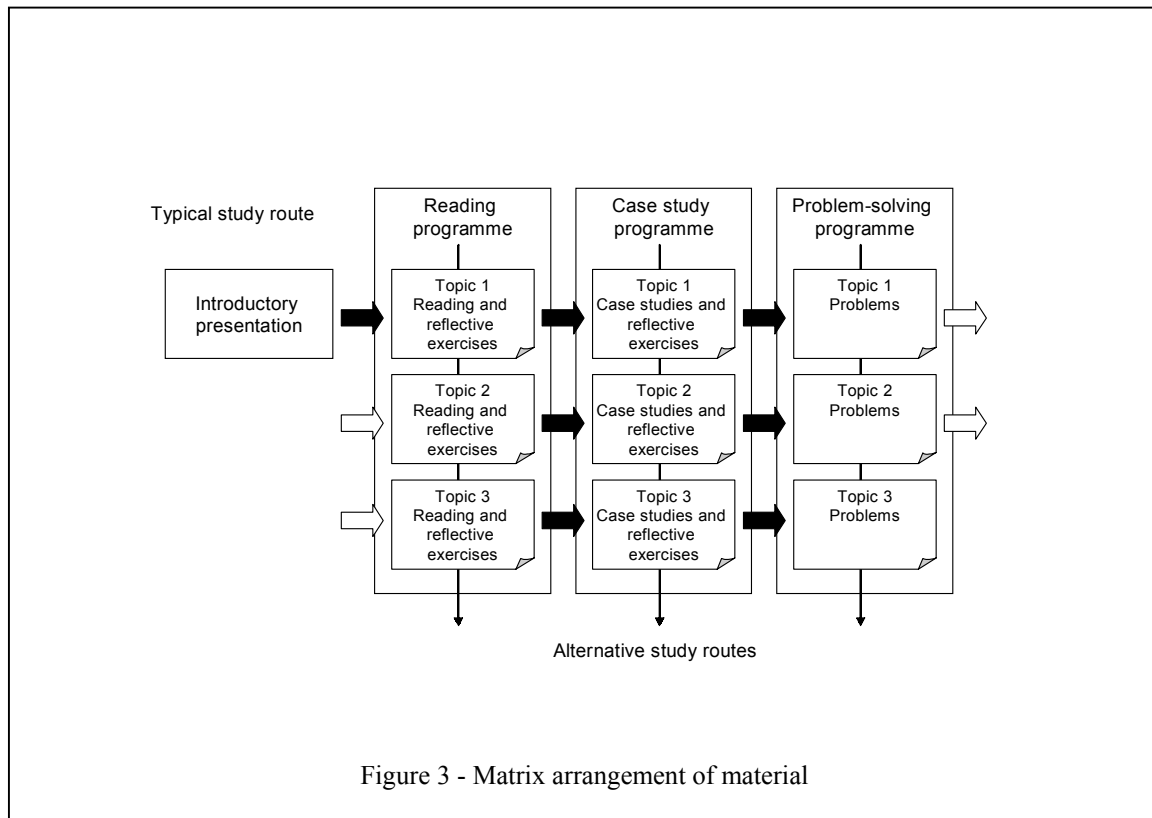 Typical study route
Introductory
presentation
Reading
programme
Topic 1
Reading and
reflective
exercises
Topic 2
Reading and
reflective
exercises
Topic 3
Reading and
reflective
exercises
Case study
programme
Topic 1
Case studies and
reflective
exercises
Topic 2
Case studies and
reflective
exercises
Topic 3
Case studies and
reflective
exercises
Problem-solving
programme
Topic 1
Problems
Topic 2
Problems
Topic 3
Problems
Alternative study routes
Figure 3 - Matrix arrangement of material